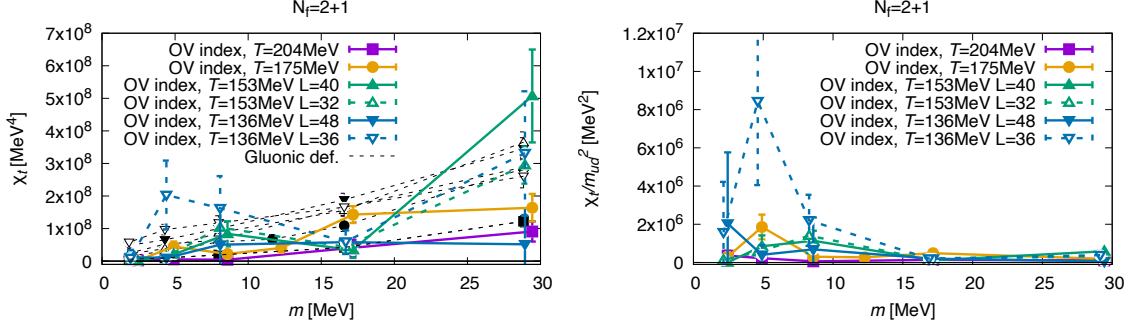 N_f=2+1
χ_t [MeV^4]
7x10^8
6x10^8
5x10^8
4x10^8
3x10^8
2x10^8
1x10^8
0
OV index, T=204MeV
OV index, T=175MeV
OV index, T=153MeV L=40
OV index, T=153MeV L=32
OV index, T=136MeV L=48
OV index, T=136MeV L=36
Gluonic def.
0 5 10 15 20 25 30
m [MeV]
N_f=2+1
χ_t/m_ud^2 [MeV^2]
1.2x10^7
1x10^7
8x10^6
6x10^6
4x10^6
2x10^6
0
OV index, T=204MeV
OV index, T=175MeV
OV index, T=153MeV L=40
OV index, T=153MeV L=32
OV index, T=136MeV L=48
OV index, T=136MeV L=36
0 5 10 15 20 25 30
m [MeV]